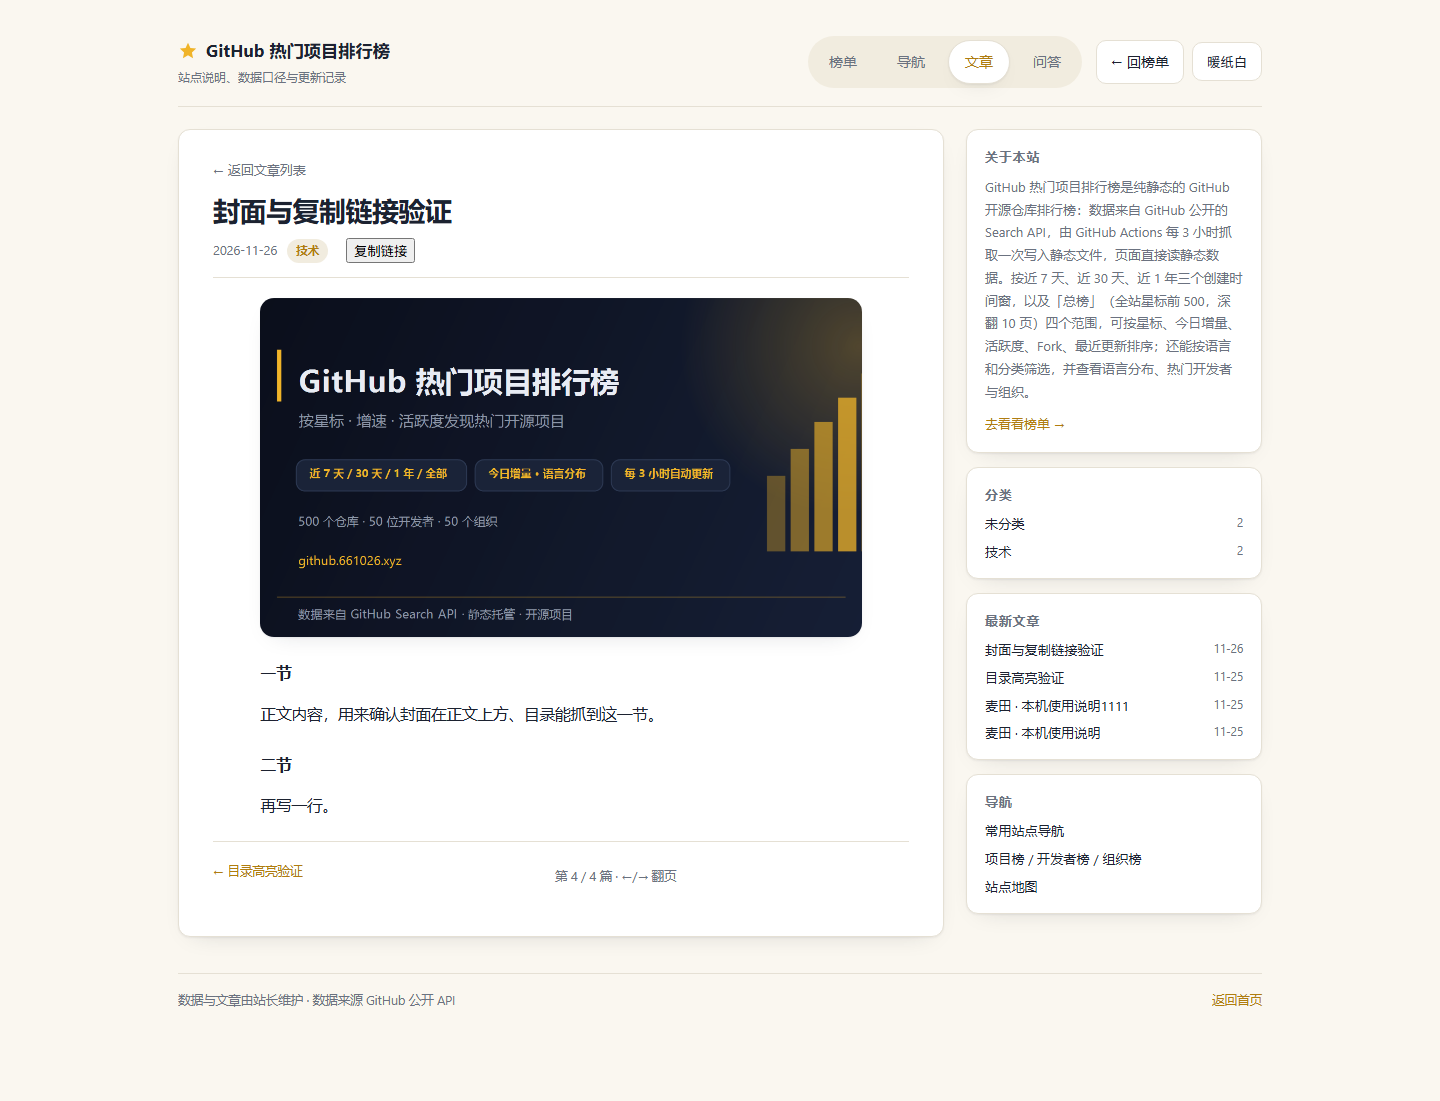 GitHub 热门项目排行榜
站点说明、数据口径与更新记录
榜单
导航
文章
问答
← 回榜单
暖纸白
← 返回文章列表
封面与复制链接验证
2026-11-26
技术
复制链接
GitHub 热门项目排行榜
按星标 · 增速 · 活跃度发现热门开源项目
近 7 天 / 30 天 / 1 年 / 全部
今日增量 • 语言分布
每 3 小时自动更新
500 个仓库 · 50 位开发者 · 50 个组织
github.661026.xyz
数据来自 GitHub Search API · 静态托管 · 开源项目
一节
正文内容，用来确认封面在正文上方、目录能抓到这一节。
二节
再写一行。
← 目录高亮验证
第 4 / 4 篇 · ←/→ 翻页
关于本站
GitHub 热门项目排行榜是纯静态的 GitHub
开源仓库排行榜：数据来自 GitHub 公开的
Search API，由 GitHub Actions 每 3 小时抓
取一次写入静态文件，页面直接读静态数
据。按近 7 天、近 30 天、近 1 年三个创建时
间窗，以及「总榜」（全站星标前 500，深
翻 10 页）四个范围，可按星标、今日增量、
活跃度、Fork、最近更新排序；还能按语言
和分类筛选，并查看语言分布、热门开发者
与组织。
去看看榜单 →
分类
未分类 2
技术 2
最新文章
封面与复制链接验证 11-26
目录高亮验证 11-25
麦田 · 本机使用说明1111 11-25
麦田 · 本机使用说明 11-25
导航
常用站点导航
项目榜 / 开发者榜 / 组织榜
站点地图
数据与文章由站长维护 · 数据来源 GitHub 公开 API
返回首页